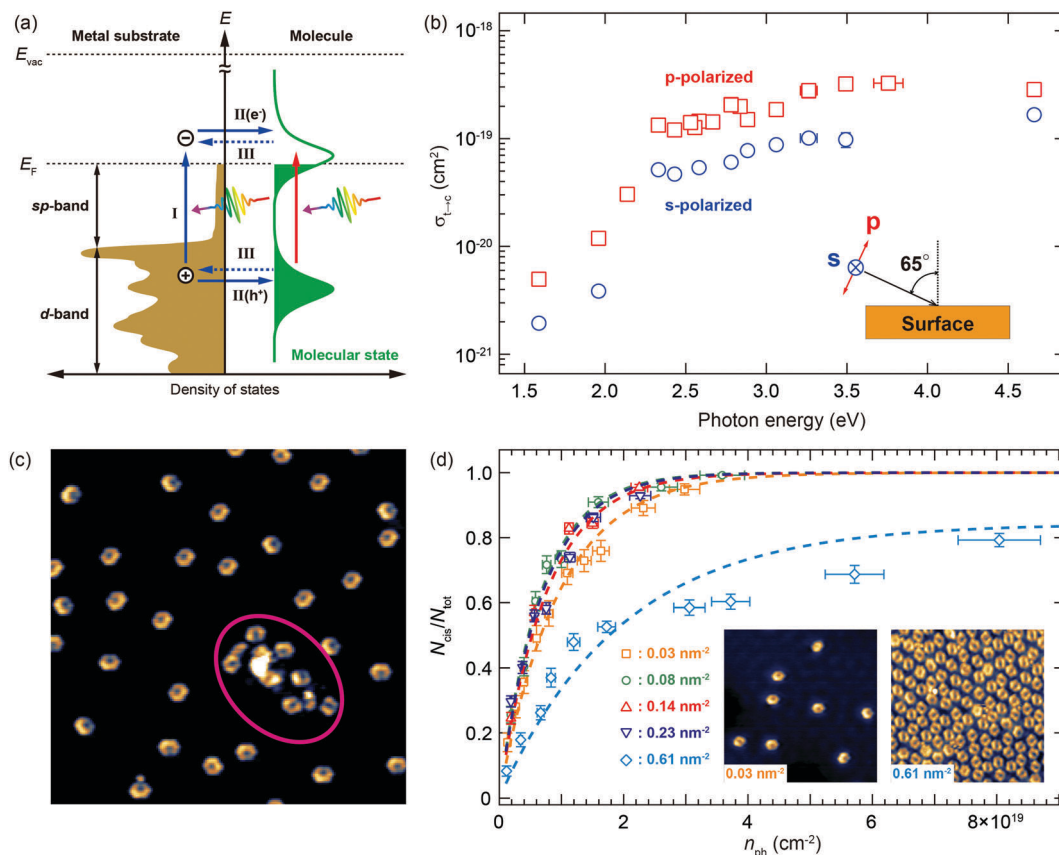 (a)
Metal substrate
E
Molecule
E_vac
II(e⁻)
III
E_F
sp-band
I
III
II(h⁺)
d-band
Molecular state
Density of states
(b)
10⁻¹⁸
p-polarized
10⁻¹⁹
σ_t→c (cm²)
s-polarized
10⁻²⁰
p
s
65°
Surface
10⁻²¹
1.5 2.0 2.5 3.0 3.5 4.0 4.5
Photon energy (eV)
(c)
(d)
1.0
0.8
N_cis/N_tot
0.6
0.4
0.2
0
: 0.03 nm⁻²
: 0.08 nm⁻²
: 0.14 nm⁻²
: 0.23 nm⁻²
: 0.61 nm⁻²
0.03 nm⁻²
0.61 nm⁻²
0 2 4 6 8×10¹⁹
n_ph (cm⁻²)